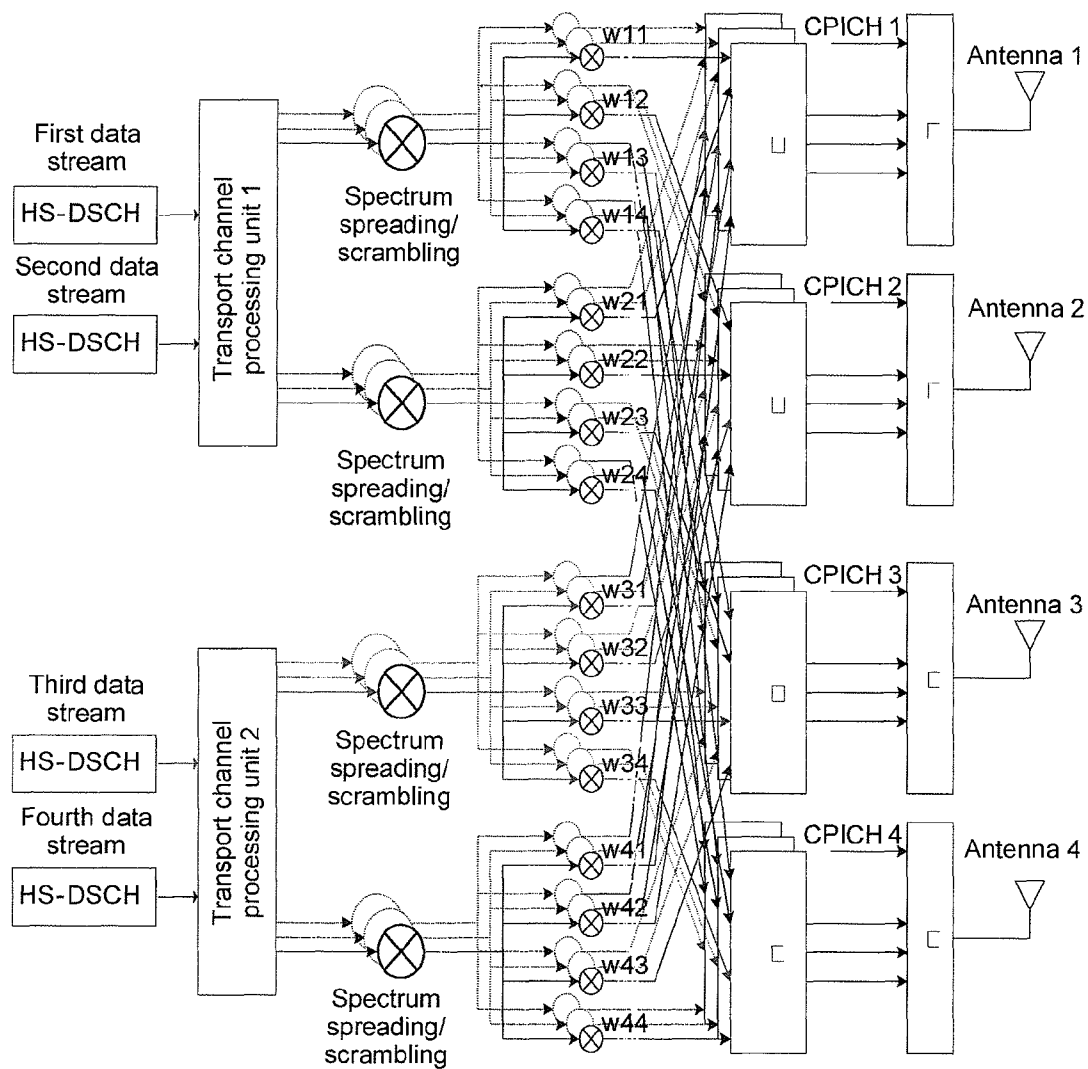 First data
stream
HS-DSCH
Second data
stream
HS-DSCH
Transport channel
processing unit 1
Spectrum
spreading/
scrambling
Spectrum
spreading/
scrambling
w11
w12
w13
w14
w21
w22
w23
w24
CPICH 1
Antenna 1
CPICH 2
Antenna 2
Third data
stream
HS-DSCH
Fourth data
stream
HS-DSCH
Transport channel
processing unit 2
Spectrum
spreading/
scrambling
Spectrum
spreading/
scrambling
w31
w32
w33
w34
w41
w42
w43
w44
CPICH 3
Antenna 3
CPICH 4
Antenna 4